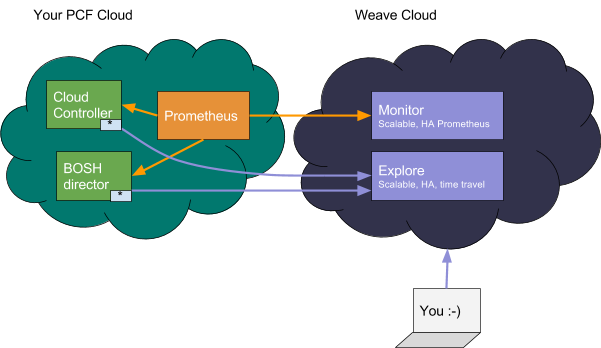 Your PCF Cloud
Weave Cloud
Cloud
Controller
*
Prometheus
BOSH
director
*
Monitor
Scalable, HA Prometheus
Explore
Scalable, HA, time travel
You :-)